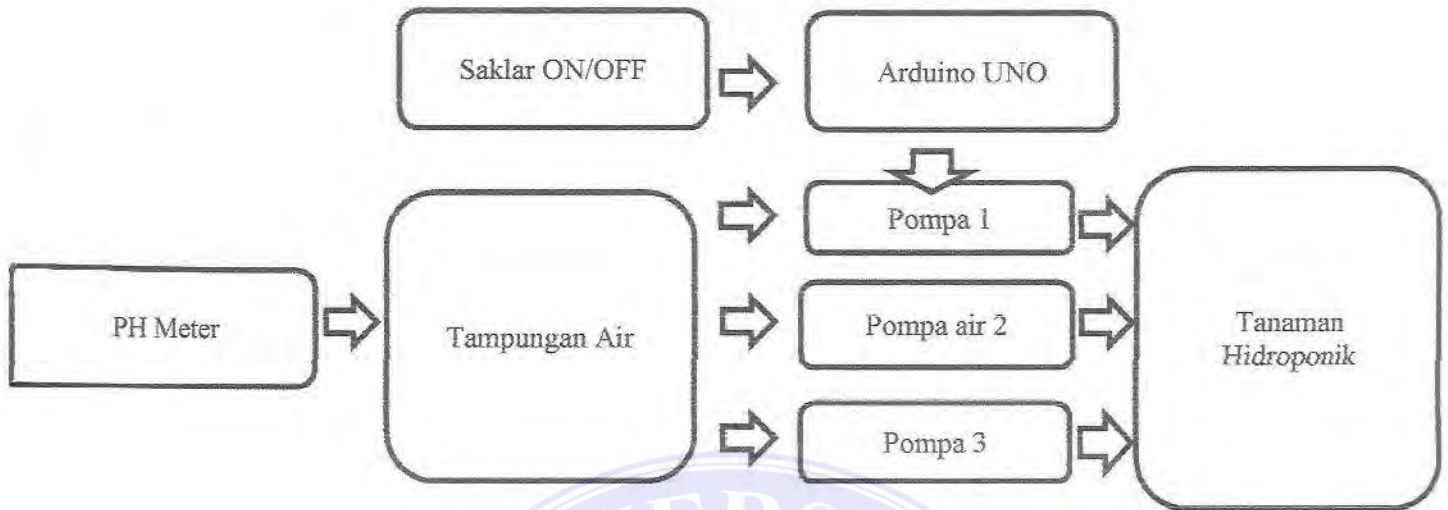 Saklar ON/OFF
Arduino UNO
Pompa 1
PH Meter
Tampungan Air
Pompa air 2
Tanaman
Hidroponik
Pompa 3